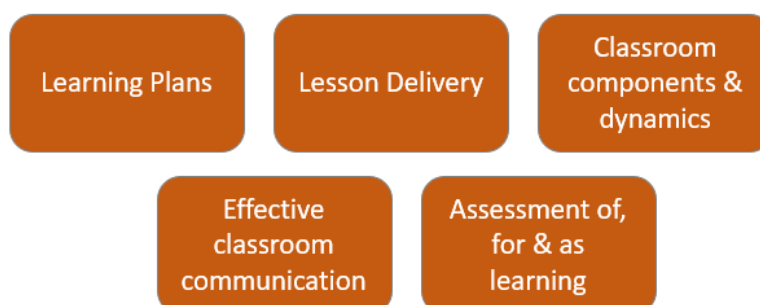 Learning Plans
Lesson Delivery
Classroom
components &
dynamics
Effective
classroom
communication
Assessment of,
for & as
learning